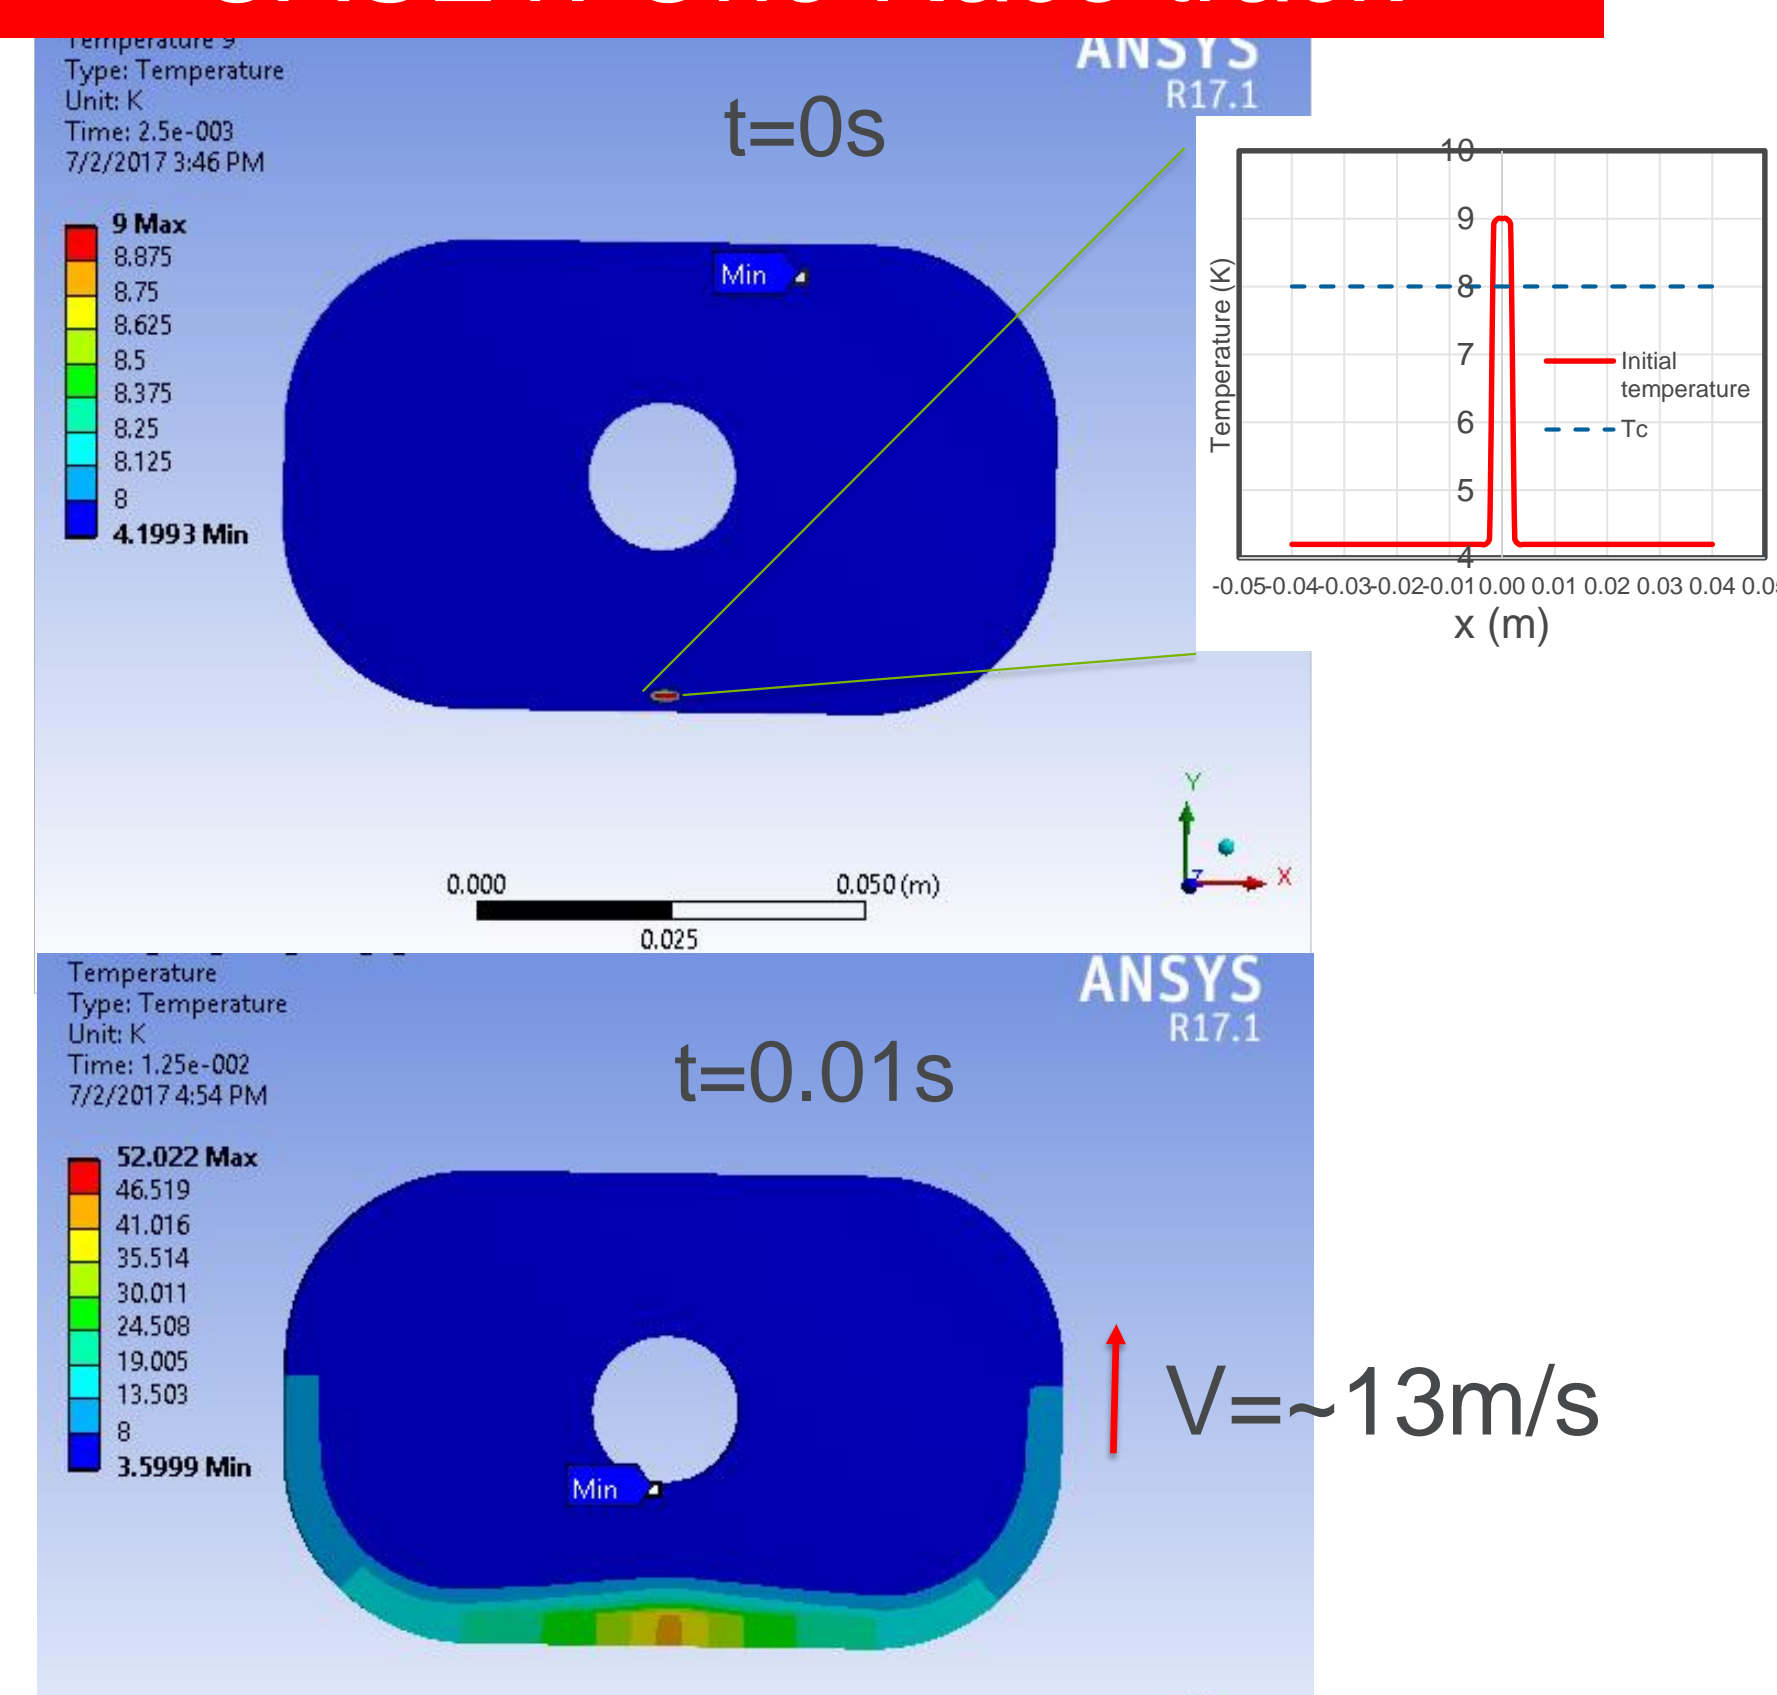 Temperature 9
Type: Temperature
Unit: K
Time: 2.5e-003
7/2/2017 3:46 PM
ANSYS
R17.1
t=0s
9 Max
8.875
8.75
8.625
8.5
8.375
8.25
8.125
8
4.1993 Min
Min
10
9
8
7
6
5
4
Temperature (K)
Initial
temperature
Tc
-0.05-0.04-0.03-0.02-0.01 0.00 0.01 0.02 0.03 0.04
x (m)
Y
Z
X
0.000
0.050 (m)
0.025
Temperature
Type: Temperature
Unit: K
Time: 1.25e-002
7/2/2017 4:54 PM
ANSYS
R17.1
t=0.01s
52.022 Max
46.519
41.016
35.514
30.011
24.508
19.005
13.503
8
3.5999 Min
Min
V=~13m/s